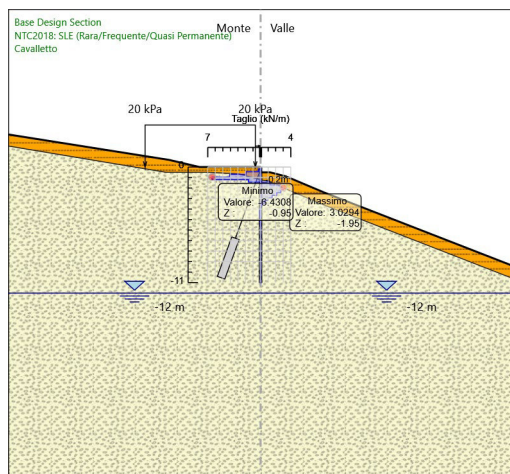 Base Design Section
NTC2018: SLE (Rara/Frequente/Quasi Permanente)
Cavalletto
Monte
Valle
20 kPa
20 kPa
Taglio (kN/m)
7
4
0
-0.2m
Minimo
Valore: -6.4308
Z : -0.95
Massimo
Valore: 3.0294
Z : -1.95
-11
-12 m
-12 m